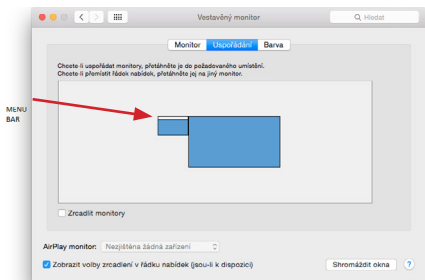 Vestavěný monitor
Hledat
Monitor Uspořádání Barva
Chcete-li uspořádat monitory, přetáhněte je do požadovaného umístění.
Chcete-li přemístit řádek nabídek, přetáhněte jej na jiný monitor.
MENU
BAR
Zrcadlit monitory
AirPlay monitor: Nezjištěna žádná zařízení
Zobrazit volby zrcadlení v řádku nabídek (jsou-li k dispozici)
Shromáždit okna ?